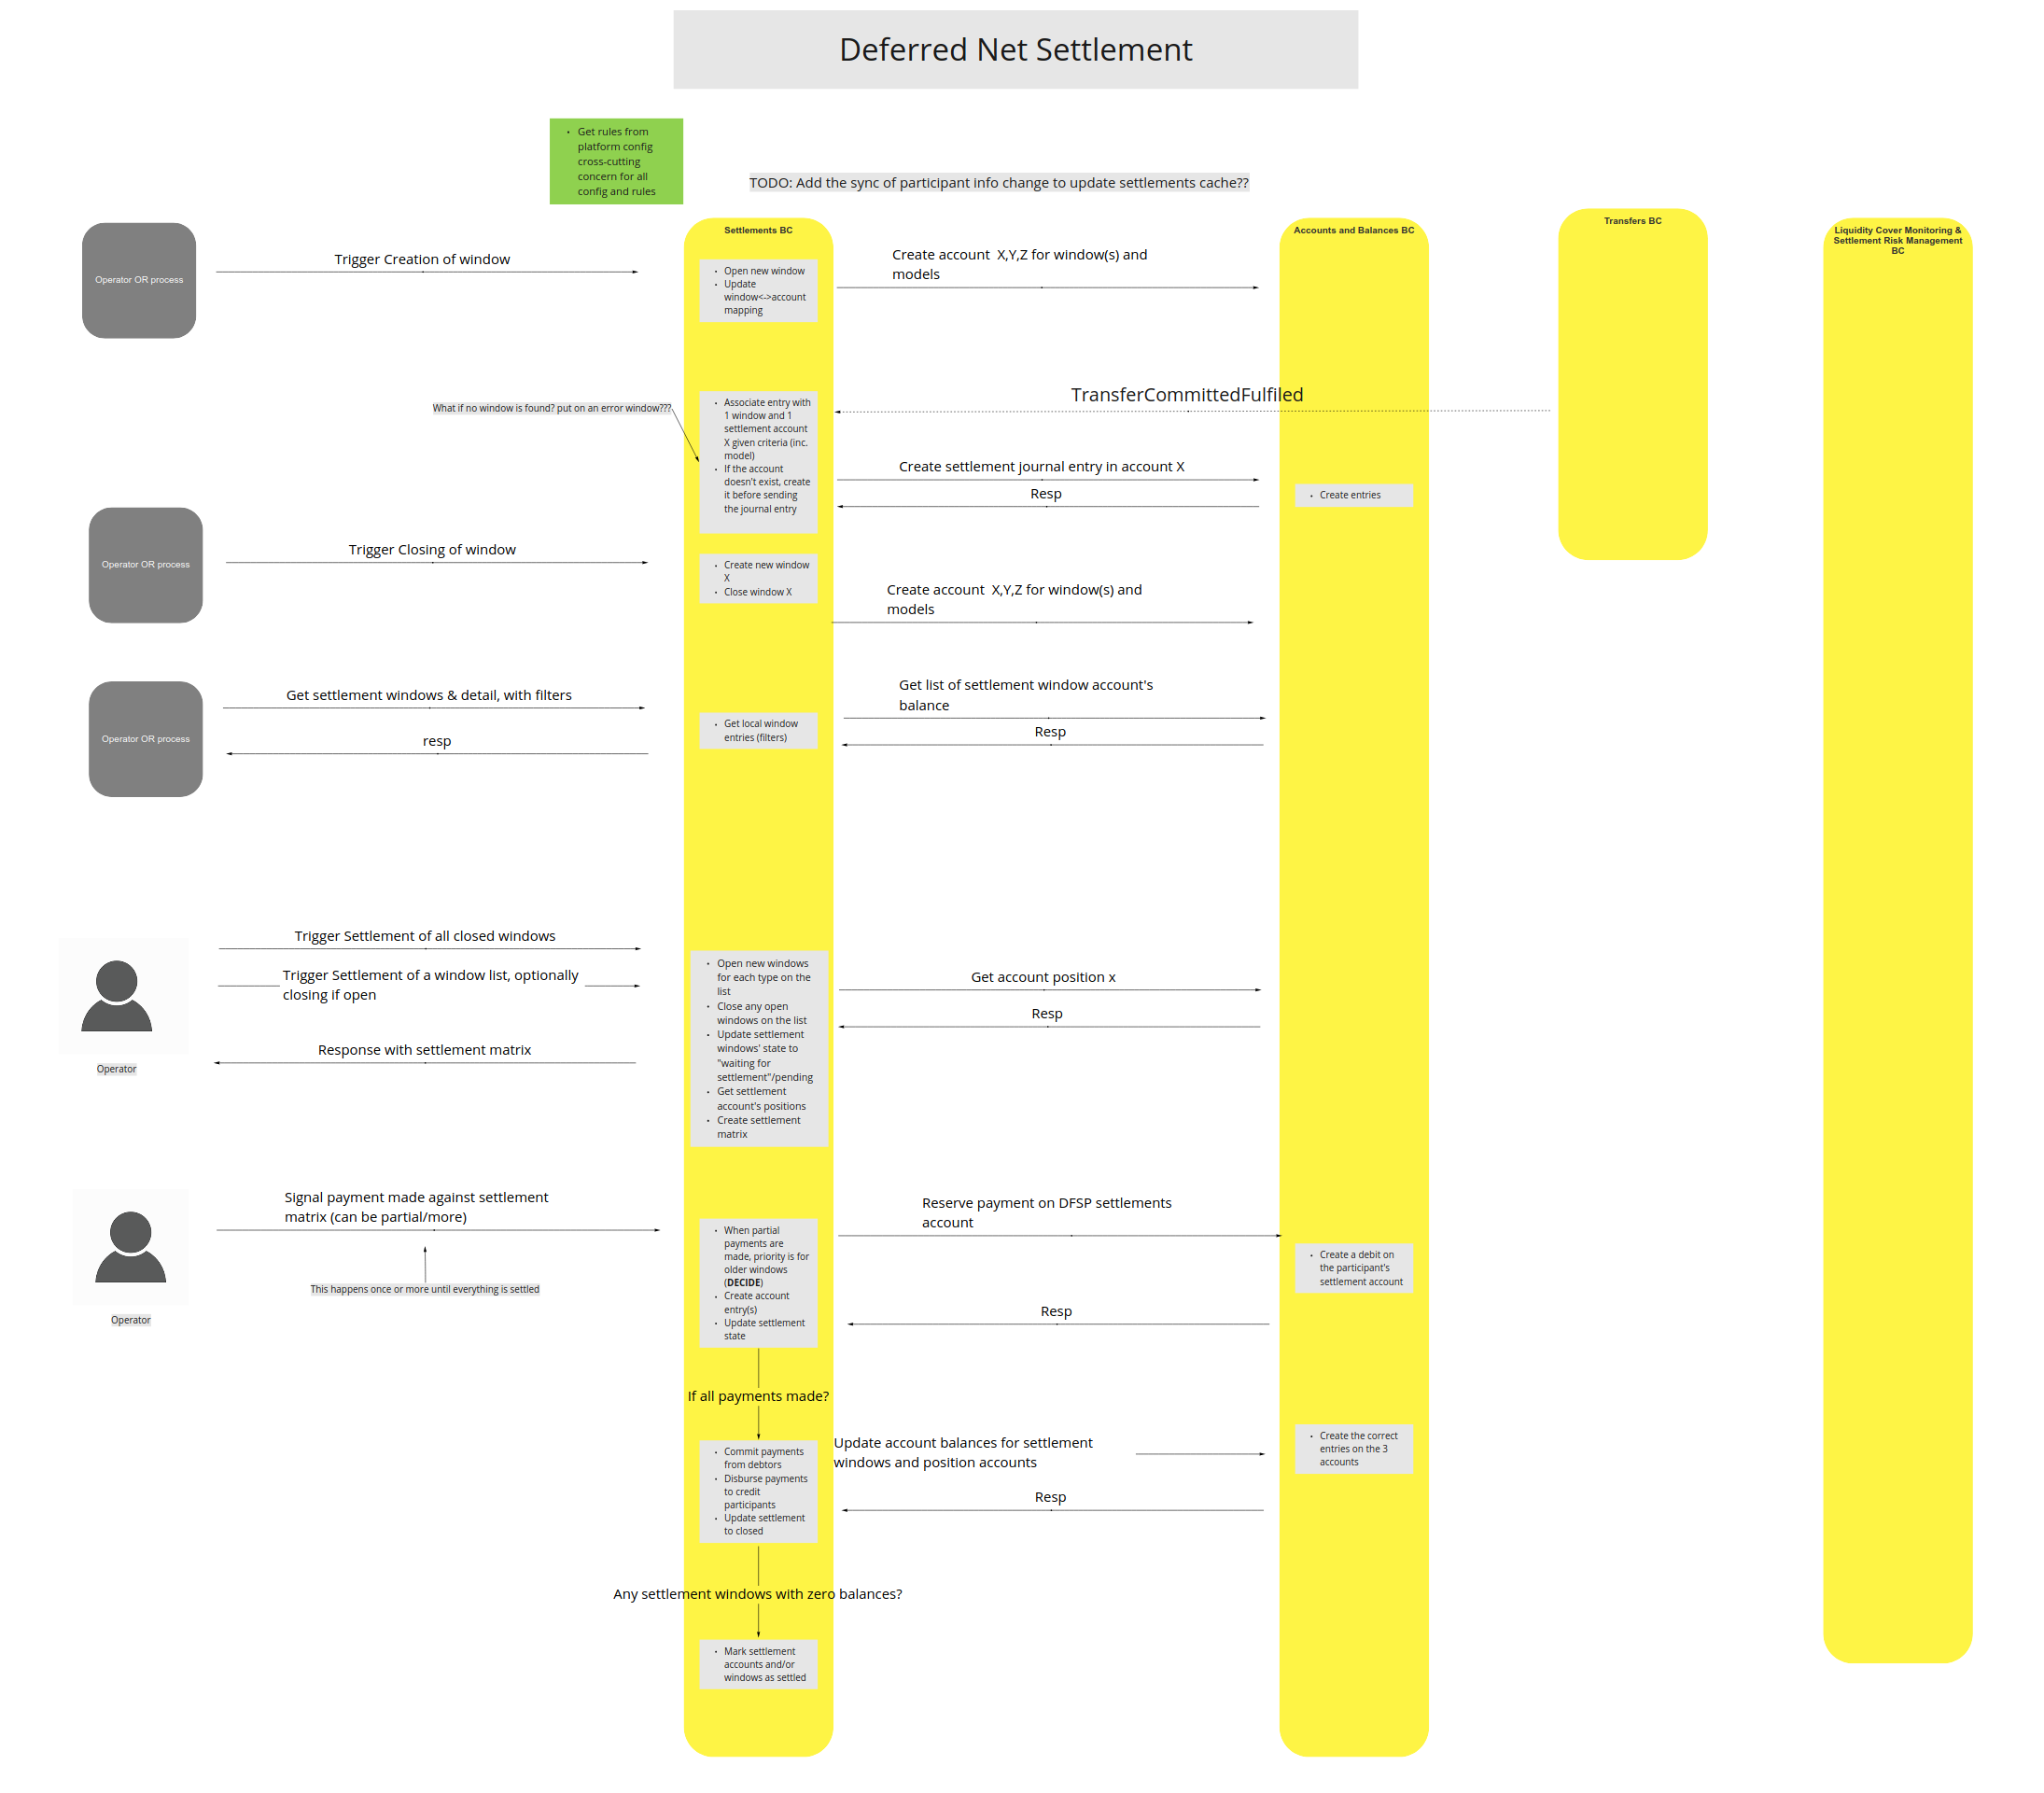 Deferred Net Settlement
• Get rules from
platform config
cross-cutting
concern for all
config and rules
TODO: Add the sync of participant info change to update settlements cache??
Settlements BC
Accounts and Balances BC
Transfers BC
Liquidity Cover Monitoring &
Settlement Risk Management
BC
Operator OR process
Trigger Creation of window
• Open new window
• Update
window<->account
mapping
Create account  X,Y,Z for window(s) and
models
TransferCommittedFulfiled
What if no window is found? put on an error window???
• Associate entry with
1 window and 1
settlement account
X given criteria (inc.
model)
• If the account
doesn't exist, create
it before sending
the journal entry
Create settlement journal entry in account X
Resp
• Create entries
Operator OR process
Trigger Closing of window
• Create new window
X
• Close window X
Create account  X,Y,Z for window(s) and
models
Operator OR process
Get settlement windows & detail, with filters
resp
• Get local window
entries (filters)
Get list of settlement window account's
balance
Resp
Trigger Settlement of all closed windows
Trigger Settlement of a window list, optionally
closing if open
Response with settlement matrix
Operator
• Open new windows
for each type on the
list
• Close any open
windows on the list
• Update settlement
windows' state to
"waiting for
settlement"/pending
• Get settlement
account's positions
• Create settlement
matrix
Get account position x
Resp
Signal payment made against settlement
matrix (can be partial/more)
This happens once or more until everything is settled
Operator
• When partial
payments are
made, priority is for
older windows
(DECIDE)
• Create account
entry(s)
• Update settlement
state
Reserve payment on DFSP settlements
account
• Create a debit on
the participant's
settlement account
Resp
If all payments made?
• Commit payments
from debtors
• Disburse payments
to credit
participants
• Update settlement
to closed
Update account balances for settlement
windows and position accounts
• Create the correct
entries on the 3
accounts
Resp
Any settlement windows with zero balances?
• Mark settlement
accounts and/or
windows as settled